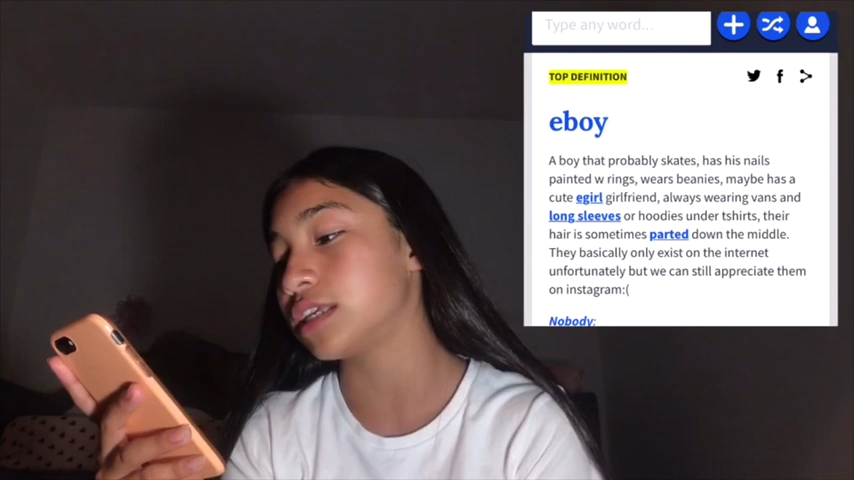 Type any word...
TOP DEFINITION
eboy
A boy that probably skates, has his nails
painted w rings, wears beanies, maybe has a
cute egirl girlfriend, always wearing vans and
long sleeves or hoodies under tshirts, their
hair is sometimes parted down the middle.
They basically only exist on the internet
unfortunately but we can still appreciate them
on instagram:(
Nobody: